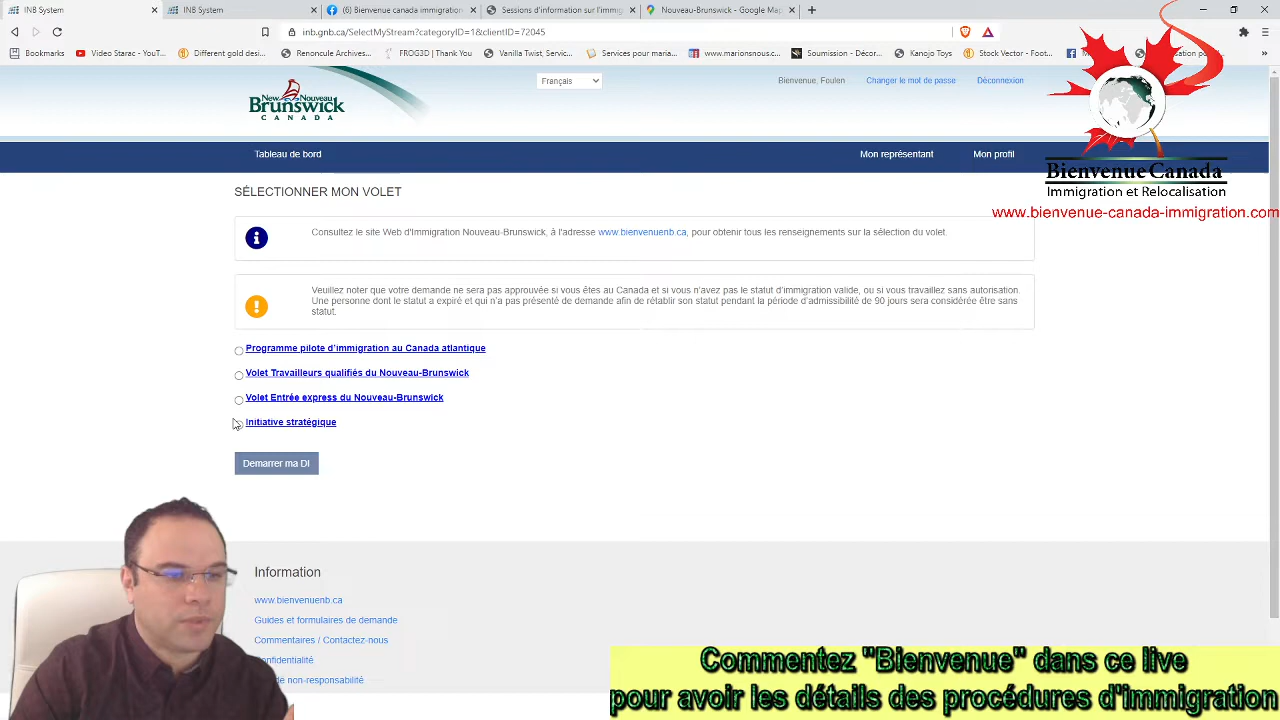 INB System
INB System
(6) Bienvenue canada immigration
Sessions d'information sur l'immig
Nouveau-Brunswick - Google Map
inb.gnb.ca/SelectMyStream?categoryID=1&clientID=72045
Bookmarks
Video Starac - YouT...
Different gold desi...
Renoncule Archives...
FROG3D | Thank You
Venilla Twist, Servic...
Services pour maria...
www.marionsnous...
Soumission – Décor...
Kanojo Toys
Stock Vector - Foot...
New Nouveau
Brunswick
CANADA
Français
Bienvenue, Foulen
Changer le mot de passe
Déconnexion
Tableau de bord
Mon représentant
Mon profil
BienvenueCanada
Immigration et Relocalisation
www.bienvenue-canada-immigration.com
SÉLECTIONNER MON VOLET
Consultez le site Web d'Immigration Nouveau-Brunswick, à l'adresse www.bienvenuenb.ca, pour obtenir tous les renseignements sur la sélection du volet.
Veuillez noter que votre demande ne sera pas approuvée si vous êtes au Canada et si vous n'avez pas le statut d'immigration valide, ou si vous travaillez sans autorisation.
Une personne dont le statut a expiré et qui n'a pas présenté de demande afin de rétablir son statut pendant la période d'admissibilité de 90 jours sera considérée être sans
statut.
Programme pilote d'immigration au Canada atlantique
Volet Travailleurs qualifiés du Nouveau-Brunswick
Volet Entrée express du Nouveau-Brunswick
Initiative stratégique
Demarrer ma DI
Information
www.bienvenuenb.ca
Guides et formulaires de demande
Commentaires / Contactez-nous
onfidentialité
de non-responsabilité
Commentez "Bienvenue" dans ce live
pour avoir les détails des procédures d'immigration